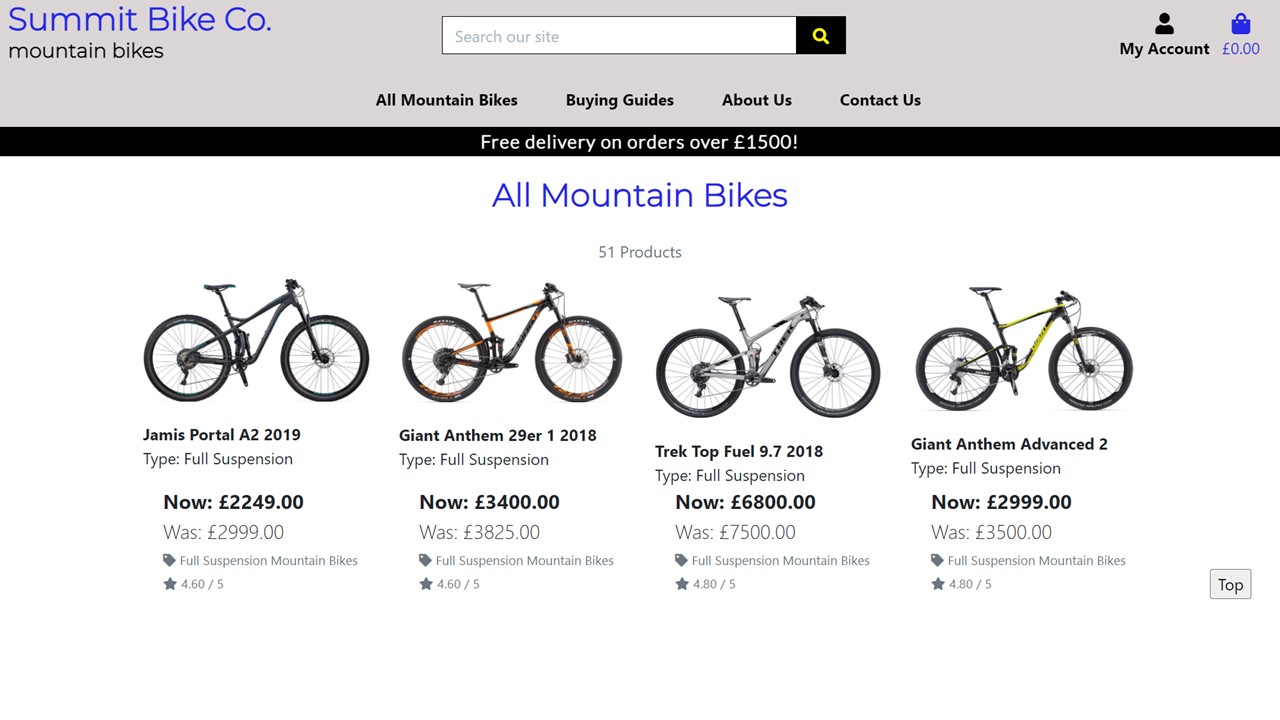 Summit Bike Co.
mountain bikes
Search our site
My Account
£0.00
All Mountain Bikes
Buying Guides
About Us
Contact Us
Free delivery on orders over £1500!
All Mountain Bikes
51 Products
Jamis Portal A2 2019
Type: Full Suspension
Now: £2249.00
Was: £2999.00
Full Suspension Mountain Bikes
4.60 / 5
Giant Anthem 29er 1 2018
Type: Full Suspension
Now: £3400.00
Was: £3825.00
Full Suspension Mountain Bikes
4.60 / 5
TREK
Trek Top Fuel 9.7 2018
Type: Full Suspension
Now: £6800.00
Was: £7500.00
Full Suspension Mountain Bikes
4.80 / 5
Giant Anthem Advanced 2
Type: Full Suspension
Now: £2999.00
Was: £3500.00
Full Suspension Mountain Bikes
4.80 / 5
Top